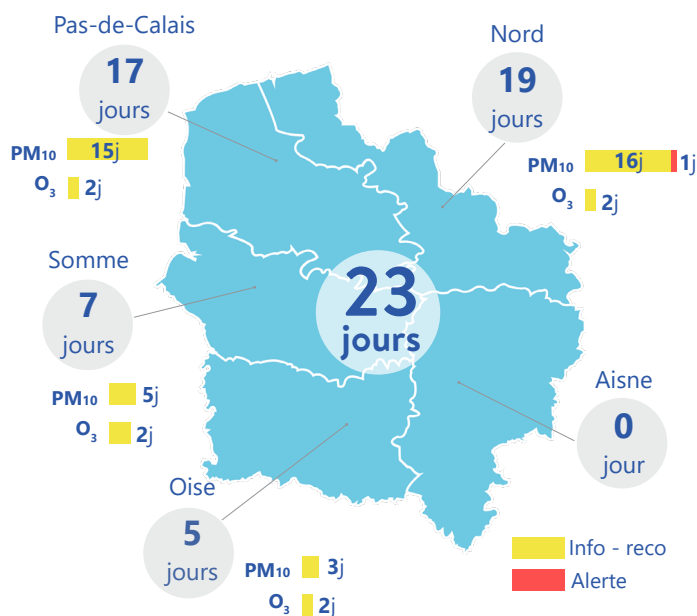 Pas-de-Calais
17
jours
PM10 15j
O3 2j
Nord
19
jours
PM10 16j 1j
O3 2j
Somme
7
jours
PM10 5j
O3 2j
23
jours
Aisne
0
jour
Oise
5
jours
PM10 3j
O3 2j
Info - reco
Alerte